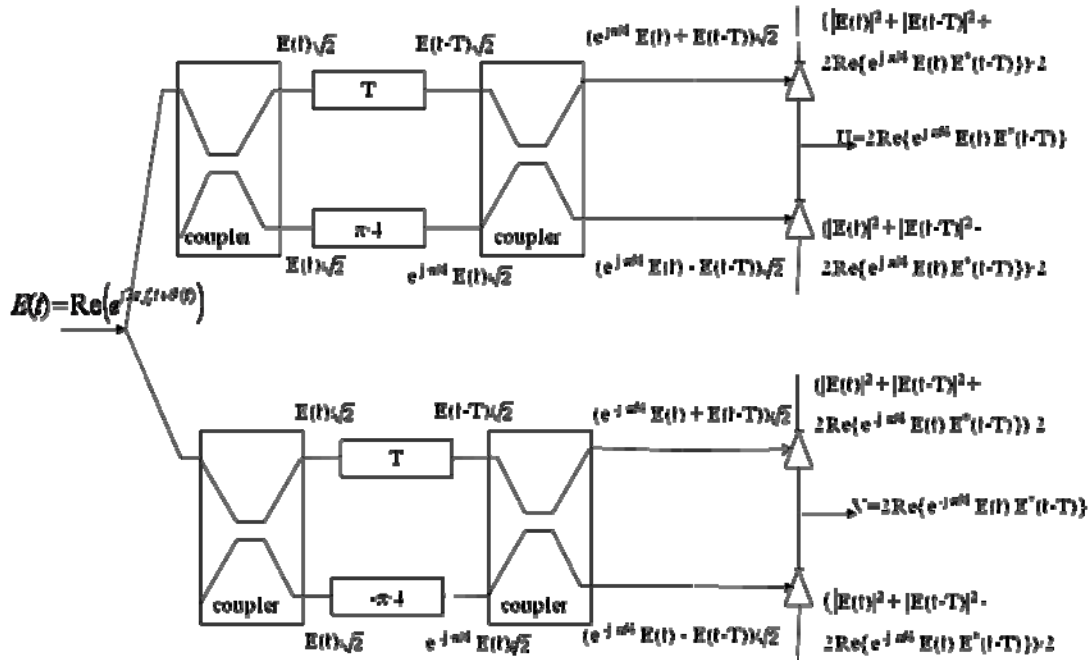 E(t)√2 E(t-T)√2 (e^jπ/4 E(t) + E(t-T))√2 (|E(t)|² + |E(t-T)|² +
2Re{e^jπ/4 E(t) E*(t-T)})·2
T
U=2Re{e^jπ/4 E(t) E*(t-T)}
π·4
coupler coupler
(|E(t)|² + |E(t-T)|² -
E(t)√2 e^jπ/4 E(t)√2 (e^jπ/4 E(t) - E(t-T))√2
2Re{e^jπ/4 E(t) E*(t-T)})·2
E(t)=Re(
(|E(t)|² + |E(t-T)|² +
E(t)√2 E(t-T)√2 (e^-jπ/4 E(t) + E(t-T))√2
2Re{e^-jπ/4 E(t) E*(t-T)})·2
T
V=2Re{e^-jπ/4 E(t) E*(t-T)}
-π·4
coupler coupler
(|E(t)|² + |E(t-T)|² -
E(t)√2 e^-jπ/4 E(t)√2 (e^-jπ/4 E(t) - E(t-T))√2
2Re{e^-jπ/4 E(t) E*(t-T)})·2